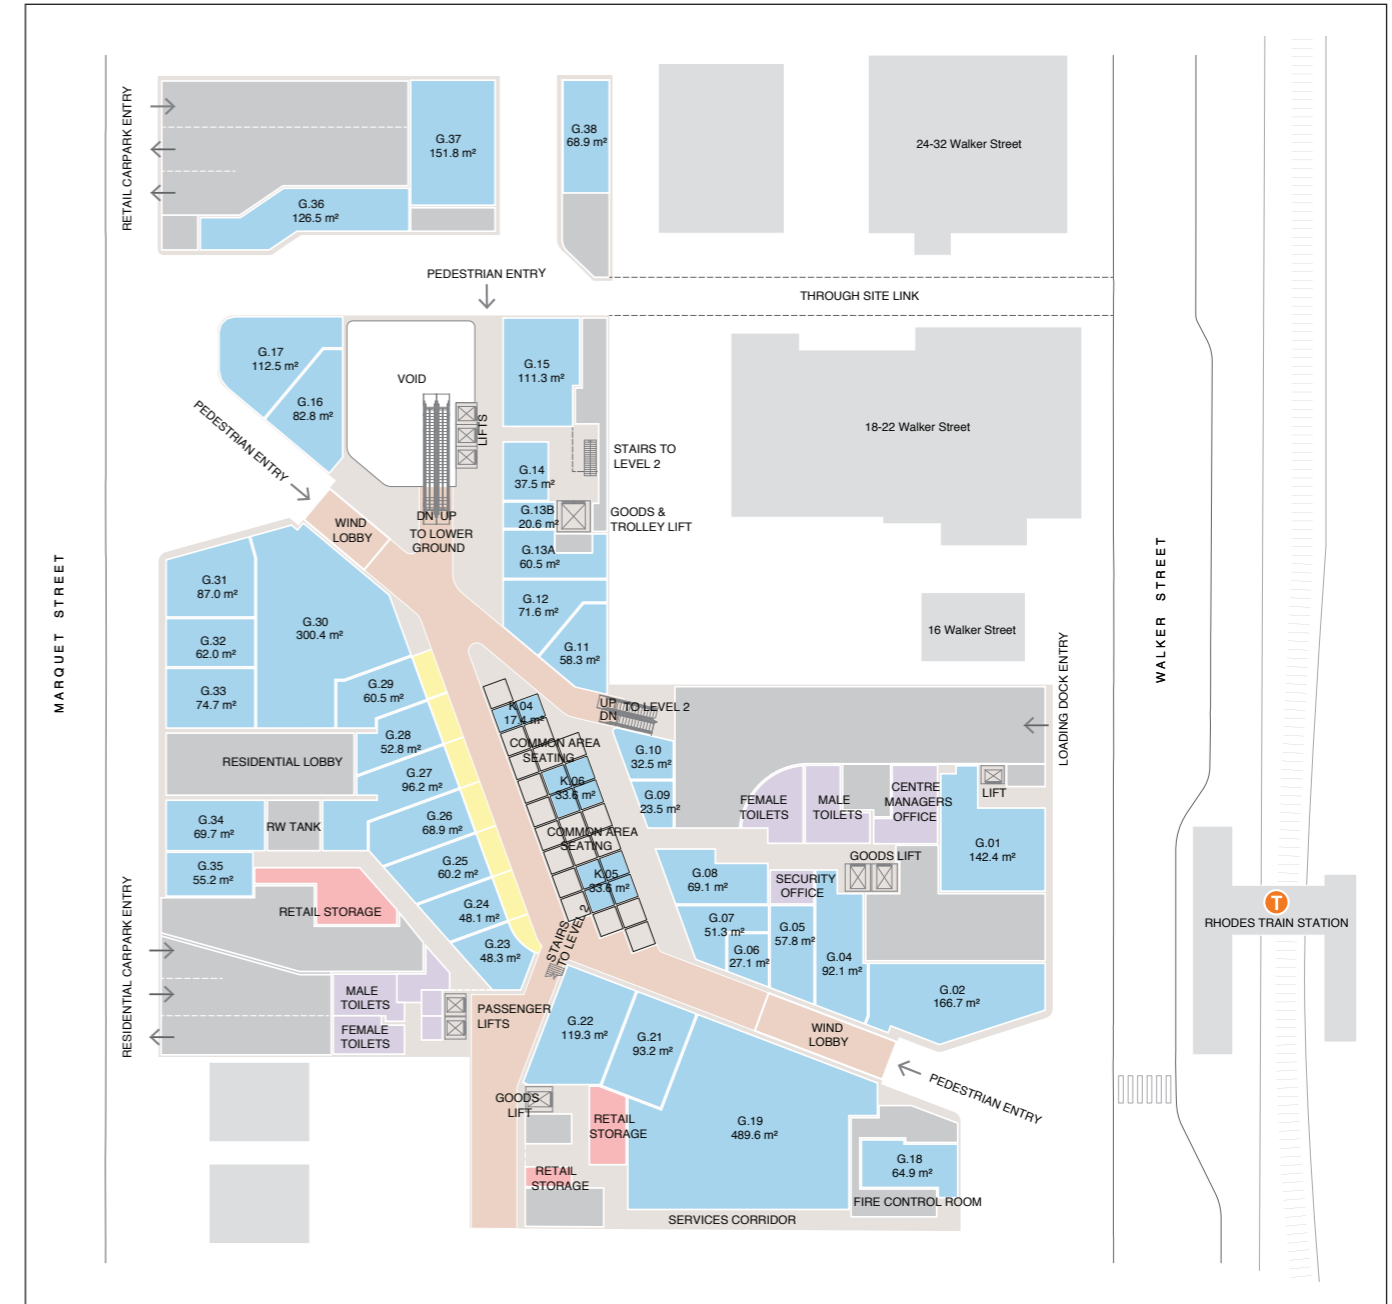 RETAIL CARPARK ENTRY
G.37
151.8 m²
G.36
126.5 m²
G.38
68.9 m²
24-32 Walker Street
PEDESTRIAN ENTRY
THROUGH SITE LINK
G.17
112.5 m²
G.16
82.8 m²
PEDESTRIAN ENTRY
VOID
LIFTS
G.15
111.3 m²
18-22 Walker Street
STAIRS TO
LEVEL 2
G.14
37.5 m²
G.13B
20.6 m²
GOODS &
TROLLEY LIFT
WIND
LOBBY
DN UP
TO LOWER
GROUND
G.13A
60.5 m²
G.12
71.6 m²
G.11
58.3 m²
16 Walker Street
MARQUET STREET
WALKER STREET
LOADING DOCK ENTRY
G.31
87.0 m²
G.30
300.4 m²
G.32
62.0 m²
G.33
74.7 m²
G.29
60.5 m²
G.28
52.8 m²
RESIDENTIAL LOBBY
G.27
96.2 m²
K.04
17.4 m²
UP
DN
TO LEVEL 2
COMMON AREA
SEATING
G.10
32.5 m²
K.06
33.6 m²
G.09
23.5 m²
FEMALE
TOILETS
MALE
TOILETS
CENTRE
MANAGERS
OFFICE
LIFT
G.34
69.7 m²
RW TANK
G.26
68.9 m²
COMMON AREA
SEATING
G.01
142.4 m²
GOODS LIFT
G.35
55.2 m²
G.25
60.2 m²
K.05
33.6 m²
G.08
69.1 m²
SECURITY
OFFICE
RESIDENTIAL CARPARK ENTRY
RETAIL STORAGE
G.24
48.1 m²
G.07
51.3 m²
G.05
57.8 m²
T
RHODES TRAIN STATION
G.23
48.3 m²
STAIRS
TO LEVEL 2
G.06
27.1 m²
G.04
92.1 m²
MALE
TOILETS
FEMALE
TOILETS
PASSENGER
LIFTS
G.22
119.3 m²
G.21
93.2 m²
G.02
166.7 m²
WIND
LOBBY
PEDESTRIAN ENTRY
GOODS
LIFT
RETAIL
STORAGE
G.19
489.6 m²
G.18
64.9 m²
RETAIL
STORAGE
FIRE CONTROL ROOM
SERVICES CORRIDOR